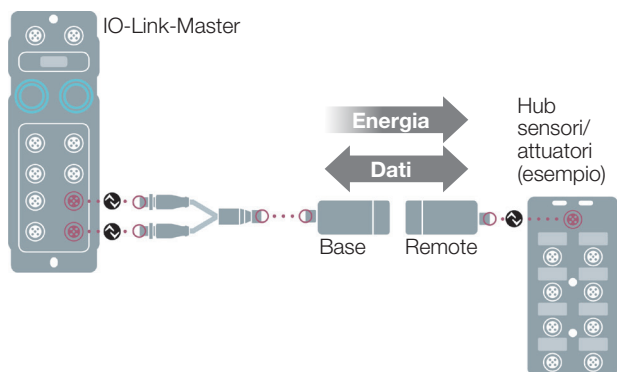 IO-Link-Master
Energia
Dati
Hub
sensori/
attuatori
(esempio)
Base
Remote